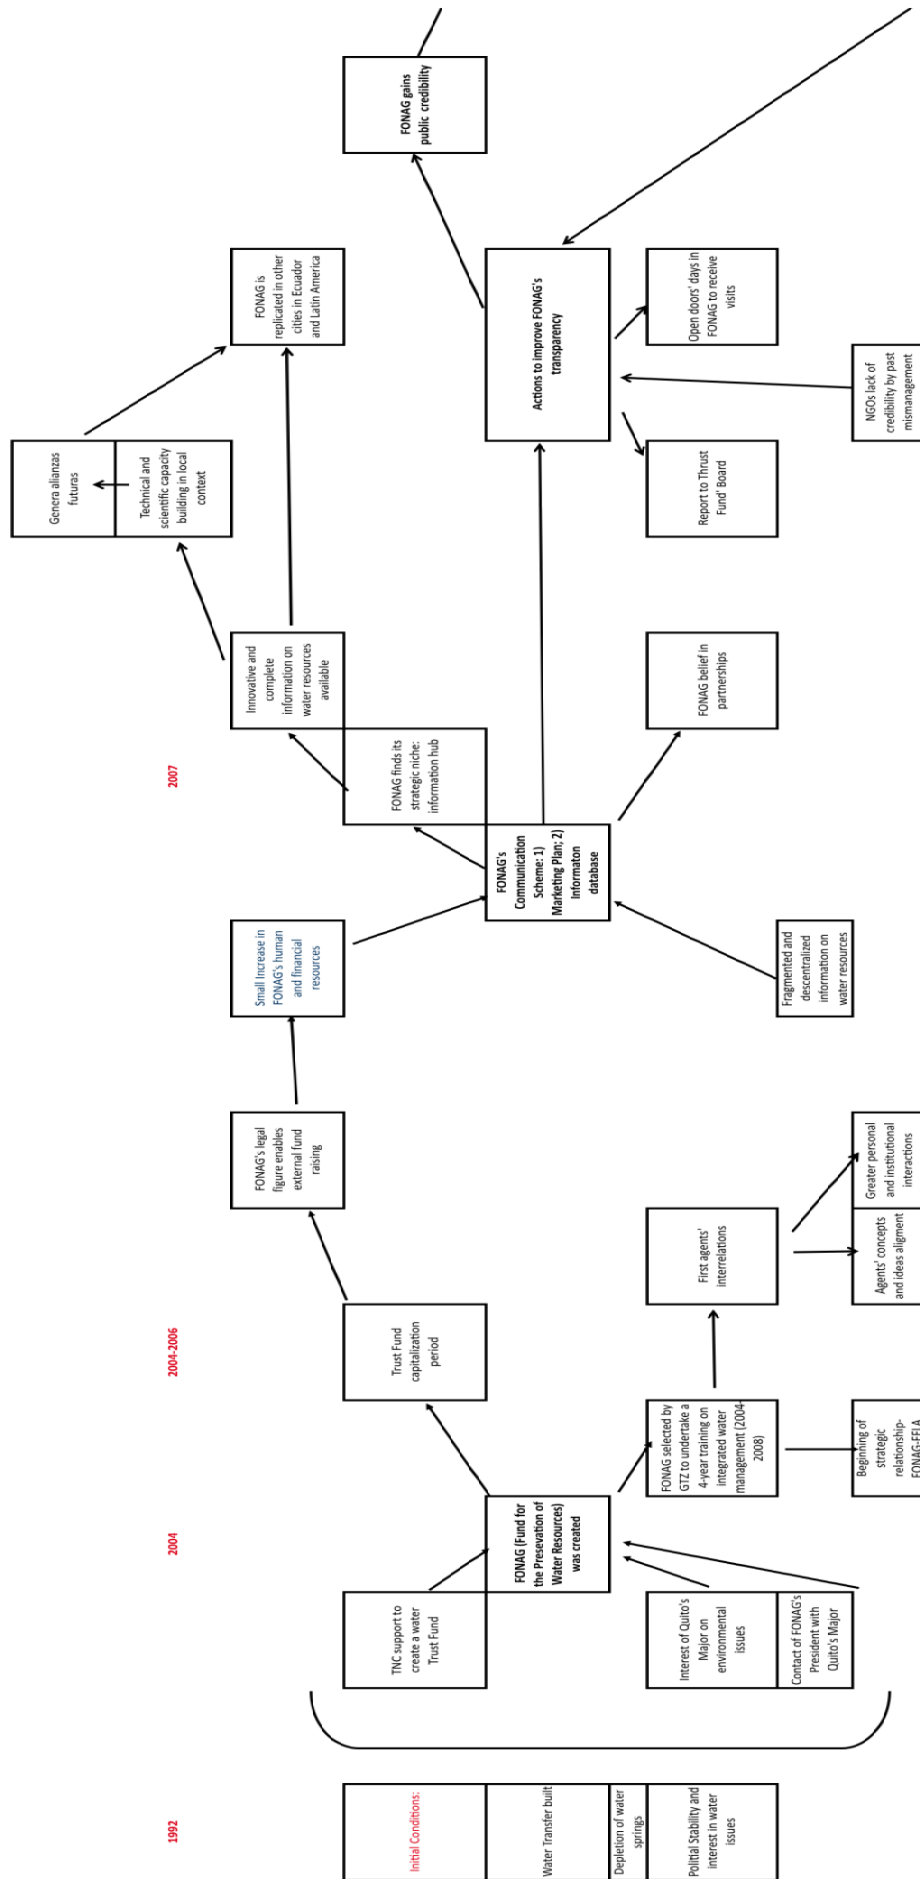 1992
2004
2004-2006
2007
Initial Conditions:
Water Transfer built
Depletion of water
springs
Politial Stability and
interest in water
issues
TNC support to
create a water
Trust Fund
FONAG (Fund for
the Presevation of
Water Resources)
was created
Interest of Quito's
Major on
environmental
issues
Contact of FONAG's
President with
Quito's Major
Trust Fund
capitalization
period
FONAG selected by
GTZ to undertake a
4-year training on
integrated water
management (2004-
2008)
Beginning of
strategic
relationship-
FONAG-EFLA
First agents'
interrelations
Agents' concepts
and ideas aligment
Greater personal
and institutional
interactions
FONAG's legal
figure enables
external fund
raising
Small Increase in
FONAG's human
and financial
resources
Fragmented and
descentralized
information on
water resources
FONAG's
Communication
Scheme: 1)
Marketing Plan; 2)
Informaton
database
FONAG finds its
strategic niche:
information hub
Innovative and
complete
information on
water resources
available
FONAG belief in
partnerships
Genera alianzas
futuras
Technical and
scientific capacity
building in local
context
Report to Thrust
Fund' Board
FONAG is
replicated in other
cities in Ecuador
and Latin America
Actions to improve FONAG's
transparency
Open doors' days in
FONAG to receive
visits
NGOs lack of
credibility by past
mismanagement
FONAG gains
public credibility